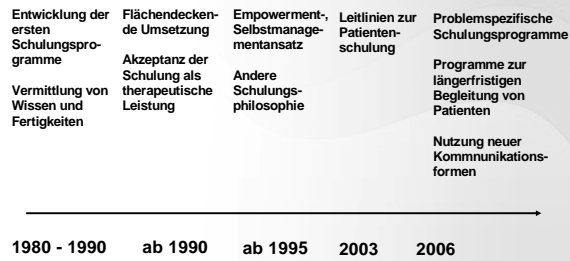 Entwicklung der
ersten
Schulungspro-
gramme
Vermittlung von
Wissen und
Fertigkeiten
Flächendecken-
de Umsetzung
Akzeptanz der
Schulung als
therapeutische
Leistung
Empowerment-,
Selbstmanage-
mentansatz
Andere
Schulungs-
philosophie
Leitlinien zur
Patienten-
schulung
Problemspezifische
Schulungsprogramme
Programme zur
längerfristigen
Begleitung von
Patienten
Nutzung neuer
Kommnunikations-
formen
1980 - 1990 ab 1990 ab 1995 2003 2006